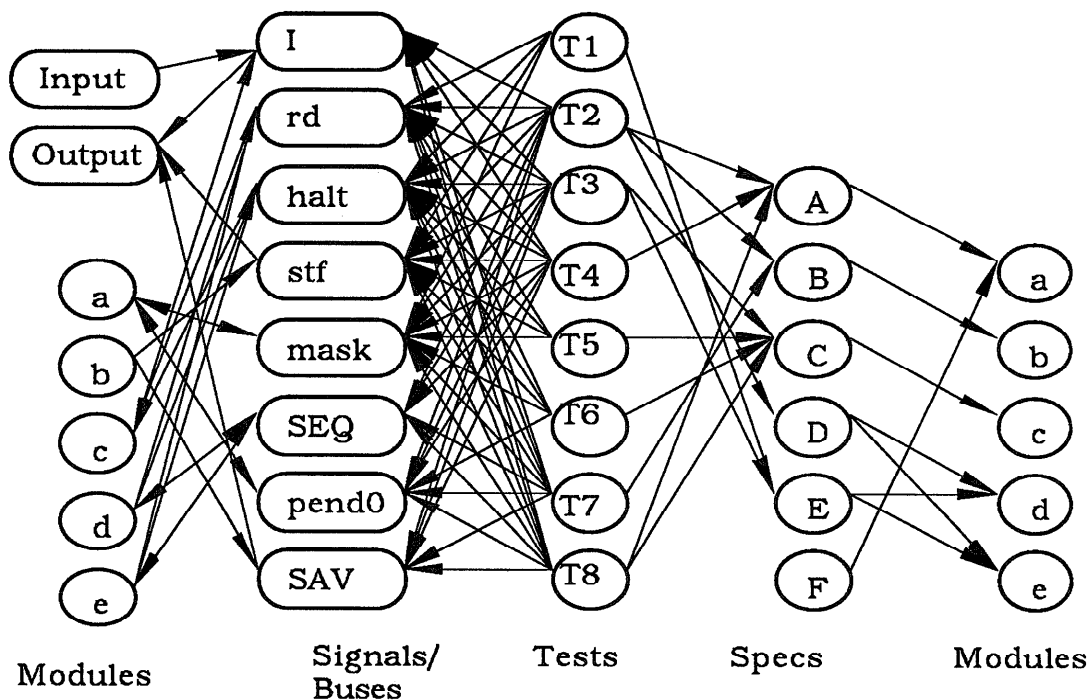 Input
Output
a
b
c
d
e
Modules
I
rd
halt
stf
mask
SEQ
pend0
SAV
Signals/
Buses
T1
T2
T3
T4
T5
T6
T7
T8
Tests
A
B
C
D
E
F
Specs
a
b
c
d
e
Modules